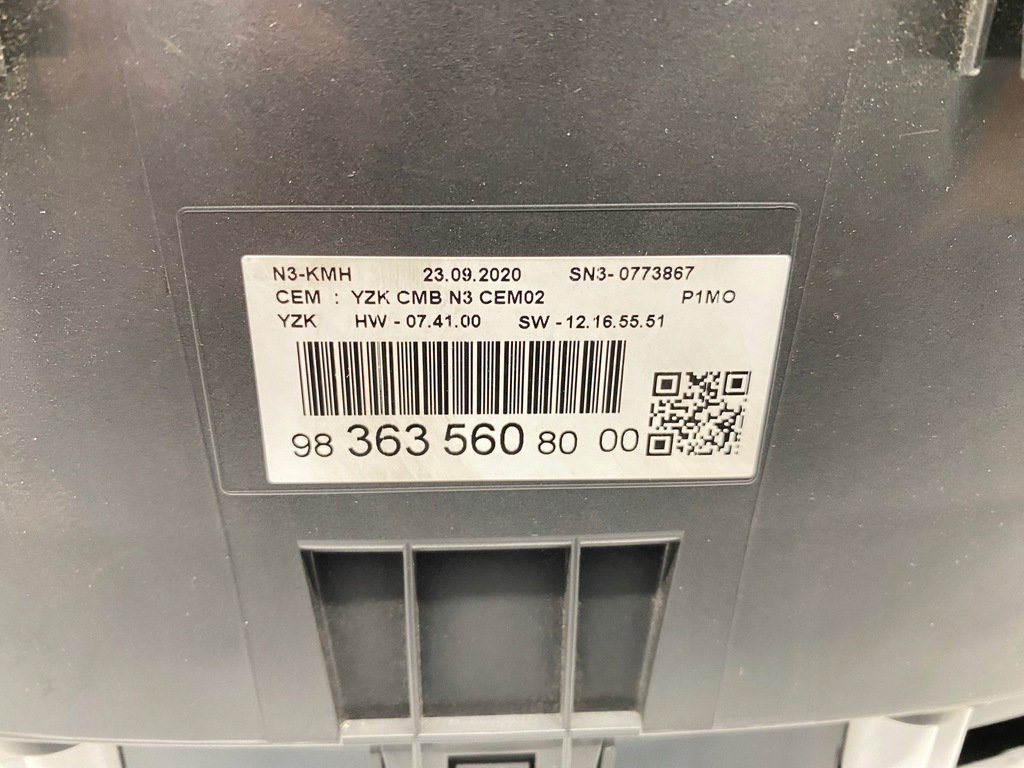 N3-KMH 23.09.2020 SN3- 0773867
CEM : YZK CMB N3 CEM02 P1MO
YZK HW - 07.41.00 SW - 12.16.55.51
98 363 560 80 00